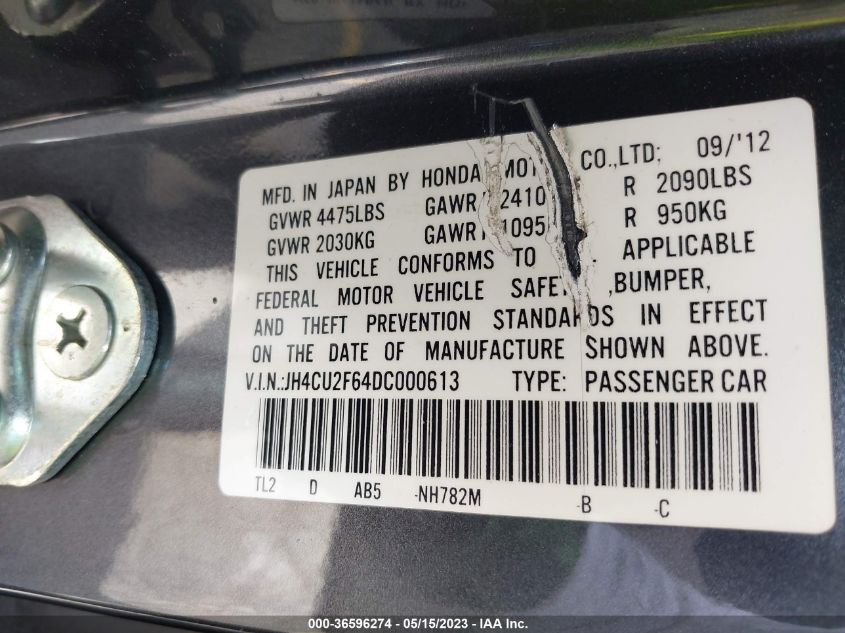 MFD. IN JAPAN BY HONDA MOT CO.,LTD; 09/'12
GVWR 4475LBS GAWR 2410 R 2090LBS
GVWR 2030KG GAWR 1095 R 950KG
THIS VEHICLE CONFORMS TO APPLICABLE
FEDERAL MOTOR VEHICLE SAFET ,BUMPER,
AND THEFT PREVENTION STANDARDS IN EFFECT
ON THE DATE OF MANUFACTURE SHOWN ABOVE.
V.I.N.:JH4CU2F64DC000613 TYPE: PASSENGER CAR
TL2 D AB5 -NH782M -B -C
000-36596274 / 05/15/2023 / IAA Inc.